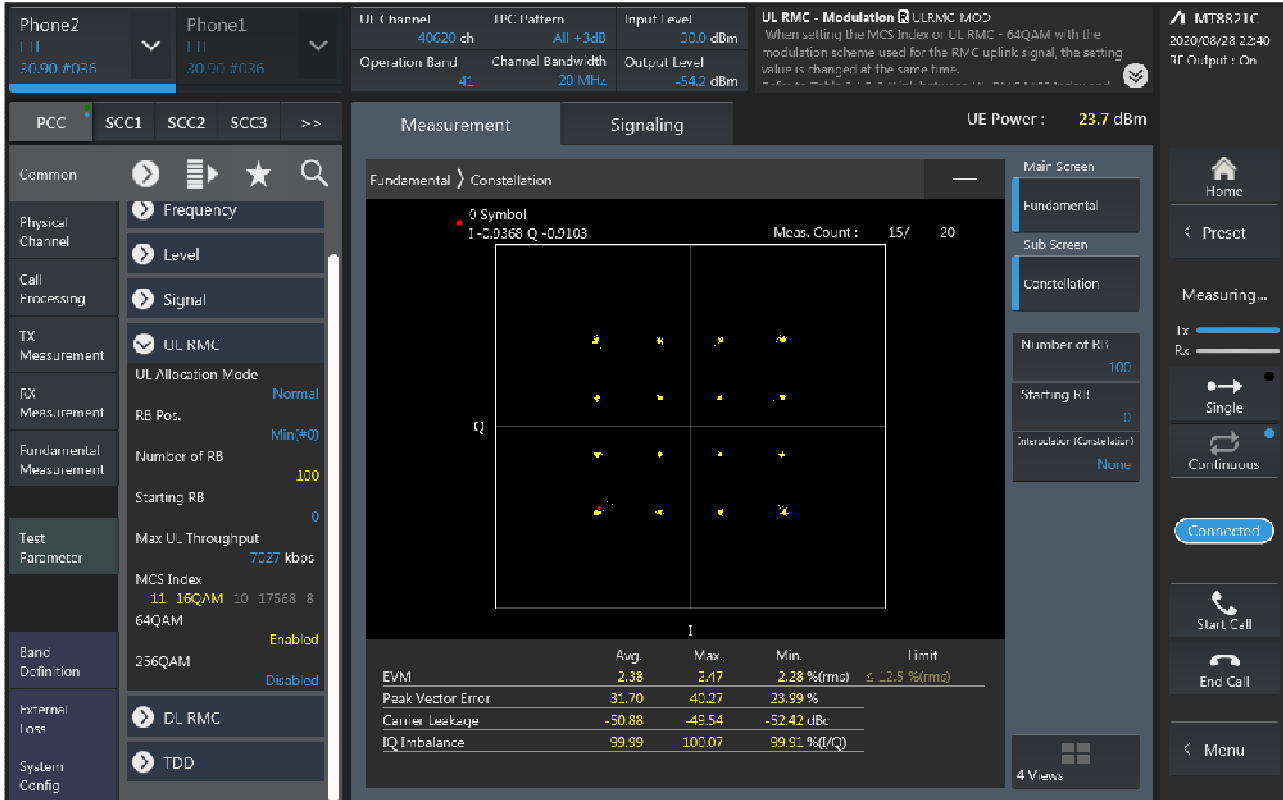 Phone2
LTE
30.90 #036
Phone1
LTE
30.90 #036
UL Channel
40620 ch
TPC Pattern
All +3dB
Input Level
30.0 dBm
Operation Band
41
Channel Bandwidth
20 MHz
Output Level
-54.2 dBm
UL RMC - Modulation R ULRMC_MOD
When setting the MCS Index or UL RMC - 64QAM with the
modulation scheme used for the RMC uplink signal, the setting
value is changed at the same time.
MT8821C
2020/08/28 22:40
RF Output : On
PCC
SCC1
SCC2
SCC3
>>
Measurement
Signaling
UE Power : 23.7 dBm
Common
Physical
Channel
Call
Processing
TX
Measurement
RX
Measurement
Fundamental
Measurement
Test
Parameter
Band
Definition
External
Loss
System
Config
Frequency
Level
Signal
UL RMC
UL Allocation Mode
Normal
RB Pos.
Min(#0)
Number of RB
100
Starting RB
0
Max UL Throughput
7027 kbps
MCS Index
11 16QAM 10 17568 8
64QAM
Enabled
256QAM
Disabled
DL RMC
TDD
Fundamental > Constellation
0 Symbol
I -0.9368 Q -0.9103
Meas. Count : 15/ 20
Q
I
Avg. Max. Min. Limit
EVM 2.38 2.47 2.28 %(rms) ≤ 12.5 %(rms)
Peak Vector Error 31.70 40.27 23.99 %
Carrier Leakage -50.88 -49.54 -52.42 dBc
IQ Imbalance 99.99 100.07 99.91 %(I/Q)
Main Screen
Fundamental
Sub Screen
Constellation
Number of RB
100
Starting RB
0
Interpolation (Constellation)
None
4 Views
Home
< Preset
Measuring...
Tx
Rx
Single
Continuous
Connected
Start Call
End Call
< Menu